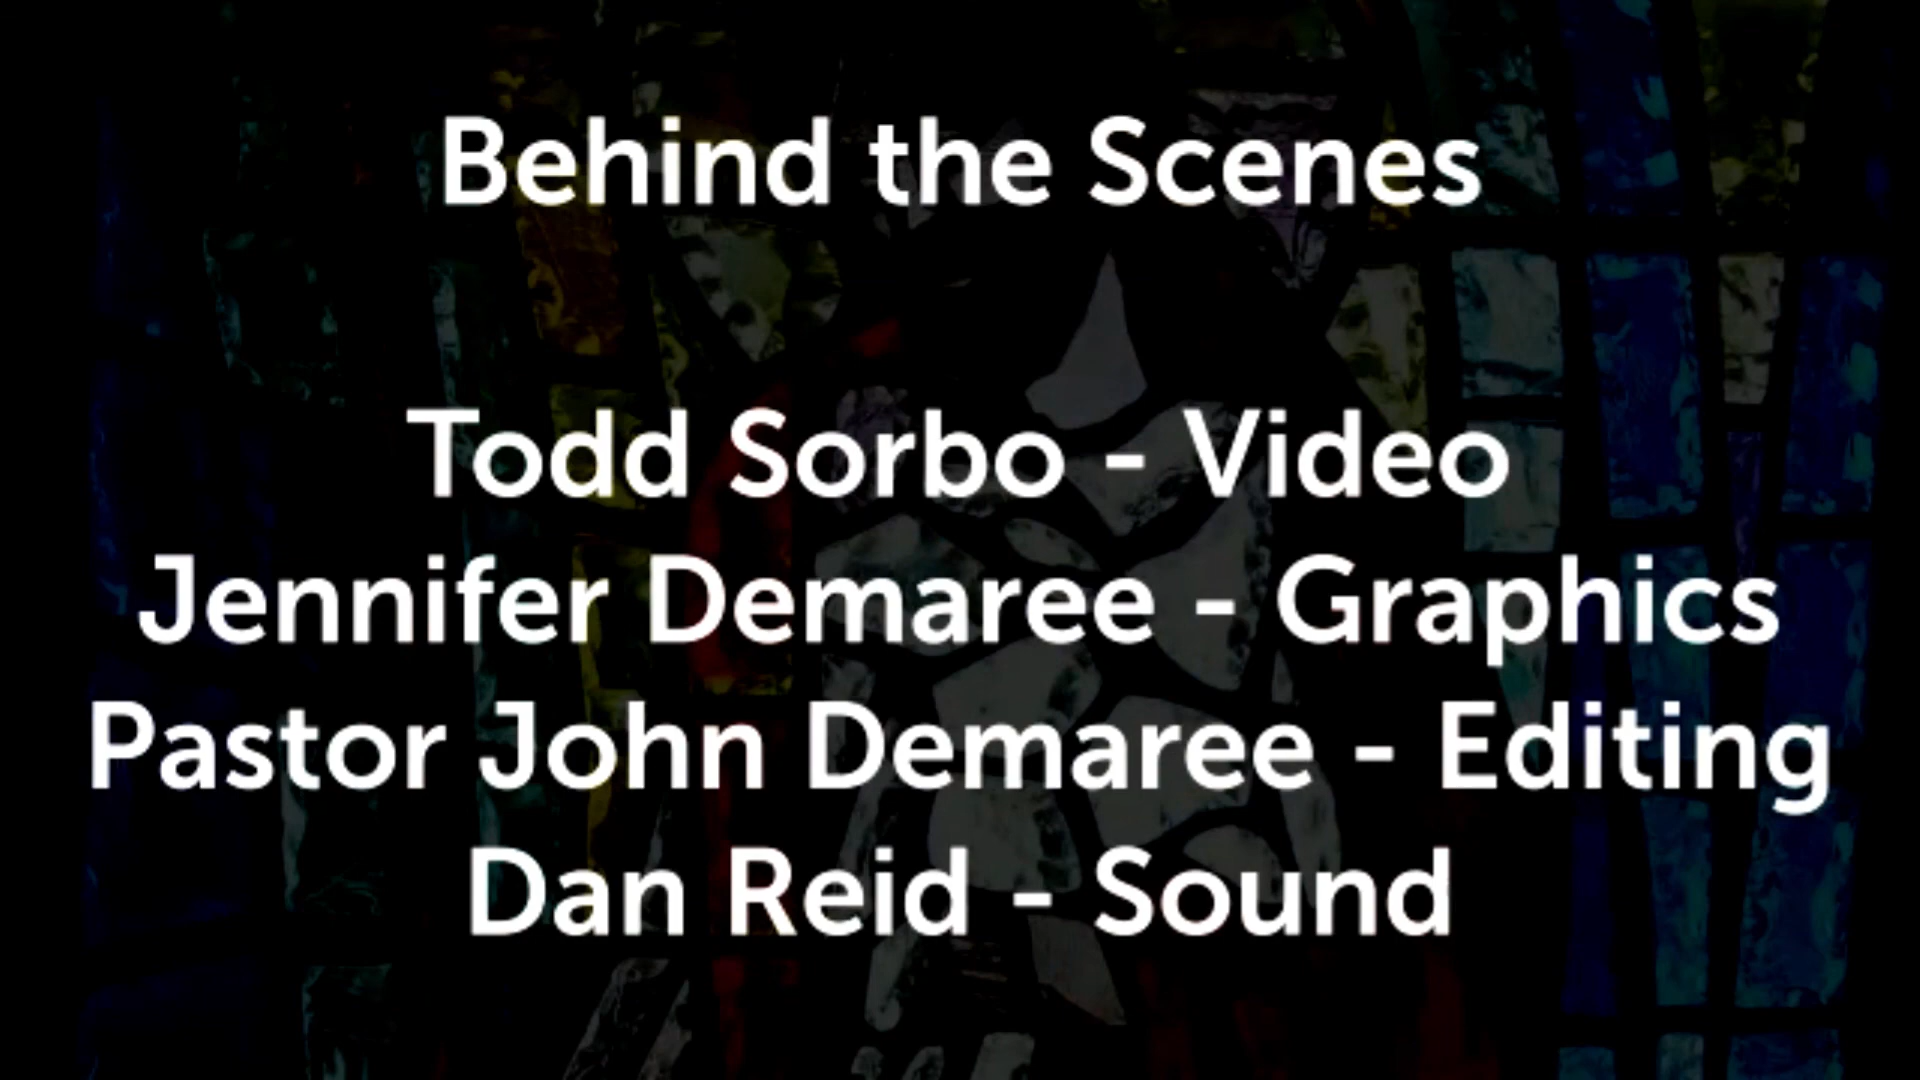 Behind the Scenes
Todd Sorbo - Video
Jennifer Demaree - Graphics
Pastor John Demaree - Editing
Dan Reid - Sound